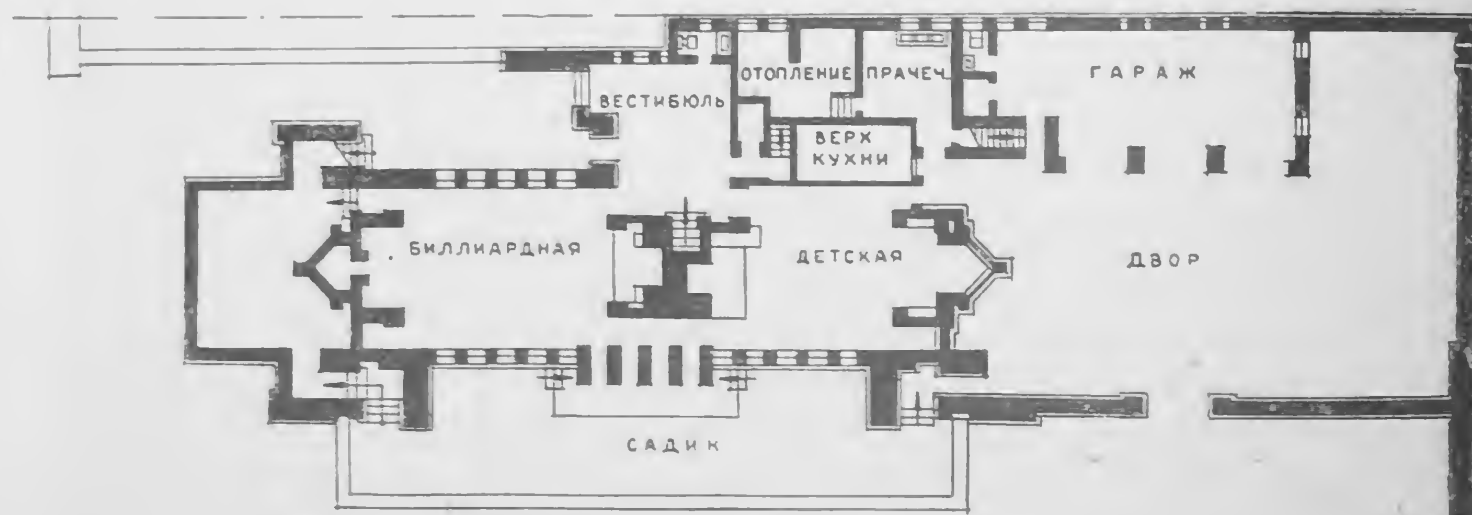 ОТОПЛЕНИЕ
ПРАЧЕЧ.
ГАРАЖ
ВЕСТИБЮЛЬ
ВЕРХ
КУХНИ
БИЛЛИАРДНАЯ
ДЕТСКАЯ
ДВОР
САДИК